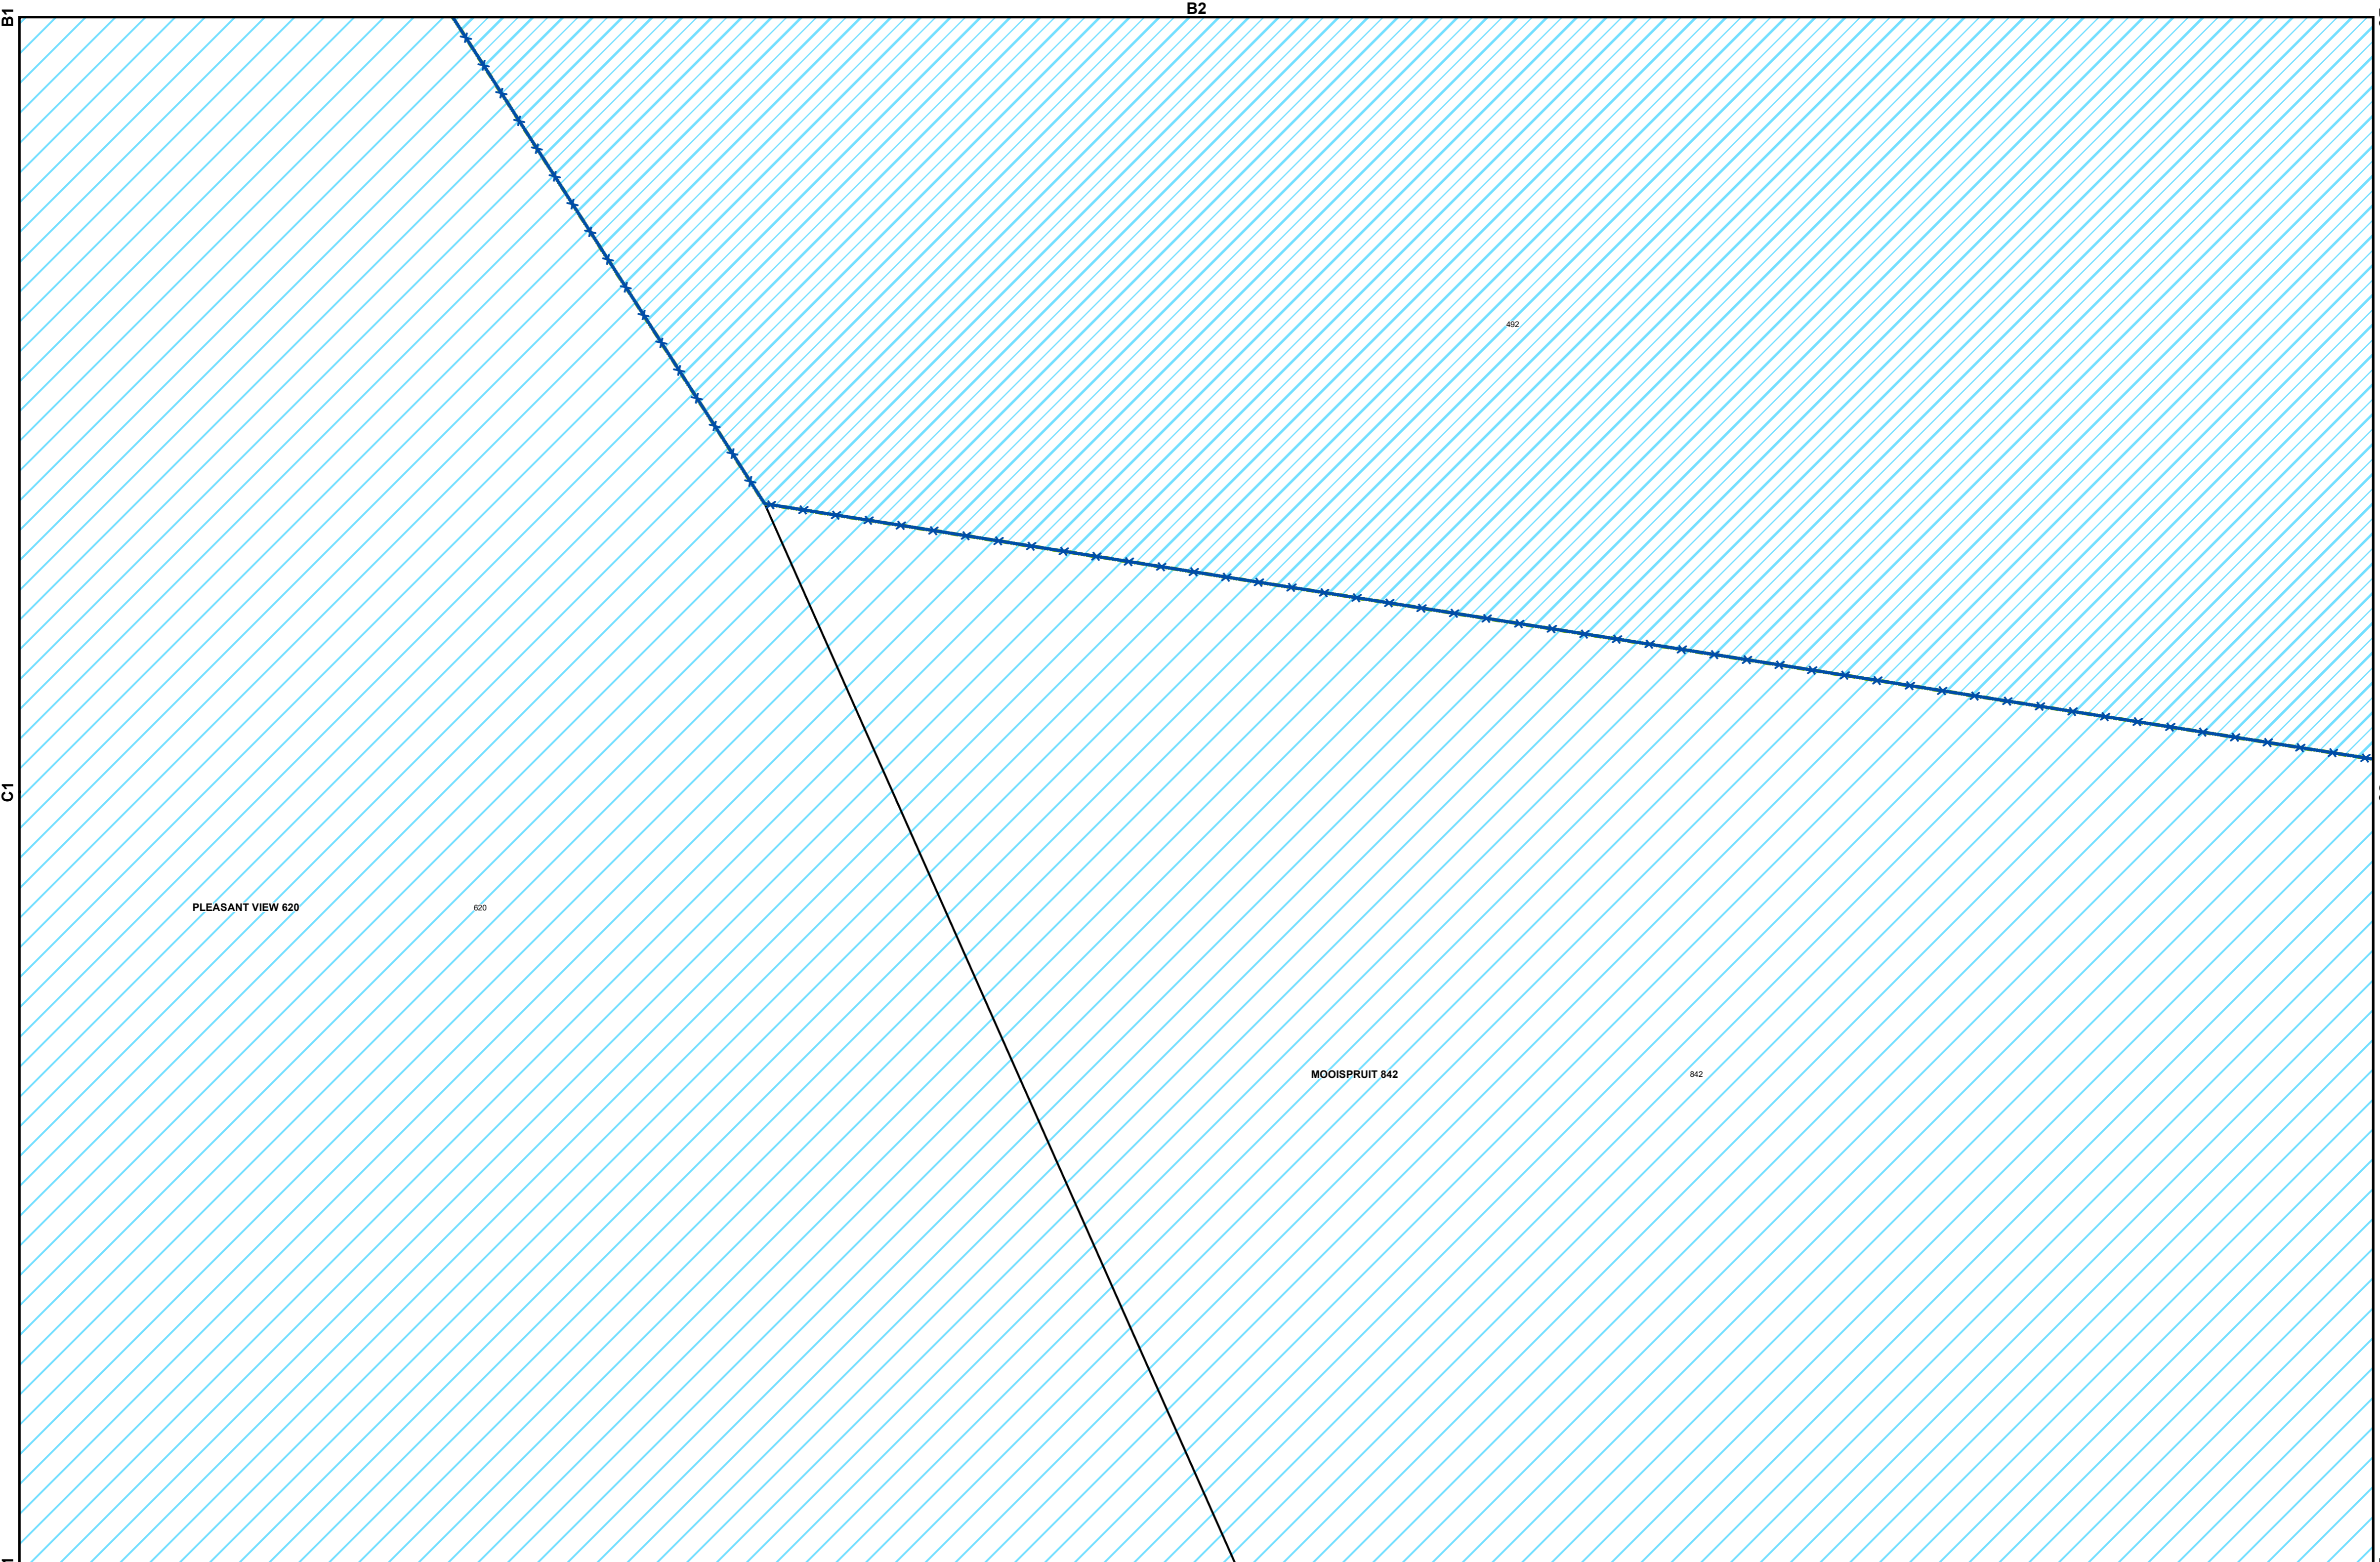 B1
B2
492
C1
PLEASANT VIEW 620
620
MOOISPRUIT 842
842